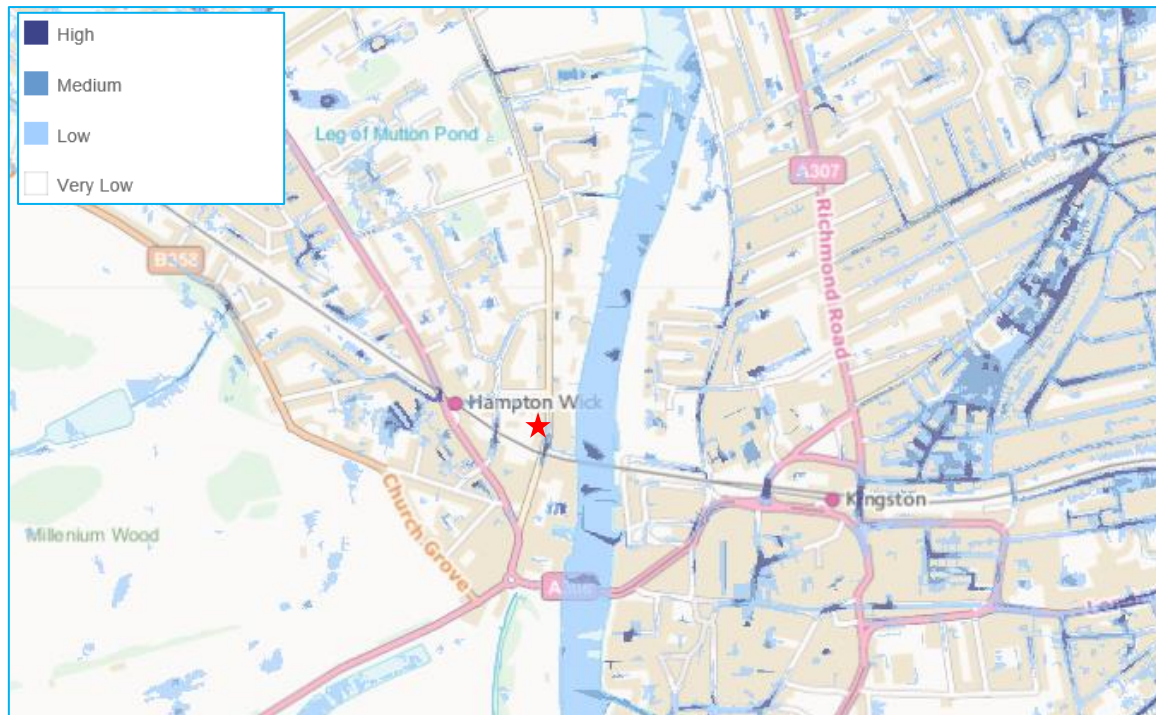 High
Medium
Low
Very Low
Leg of Mutton Pond
A307
Richmond Road
B358
Hampton Wick
Kingston
Church Grove
Millenium Wood